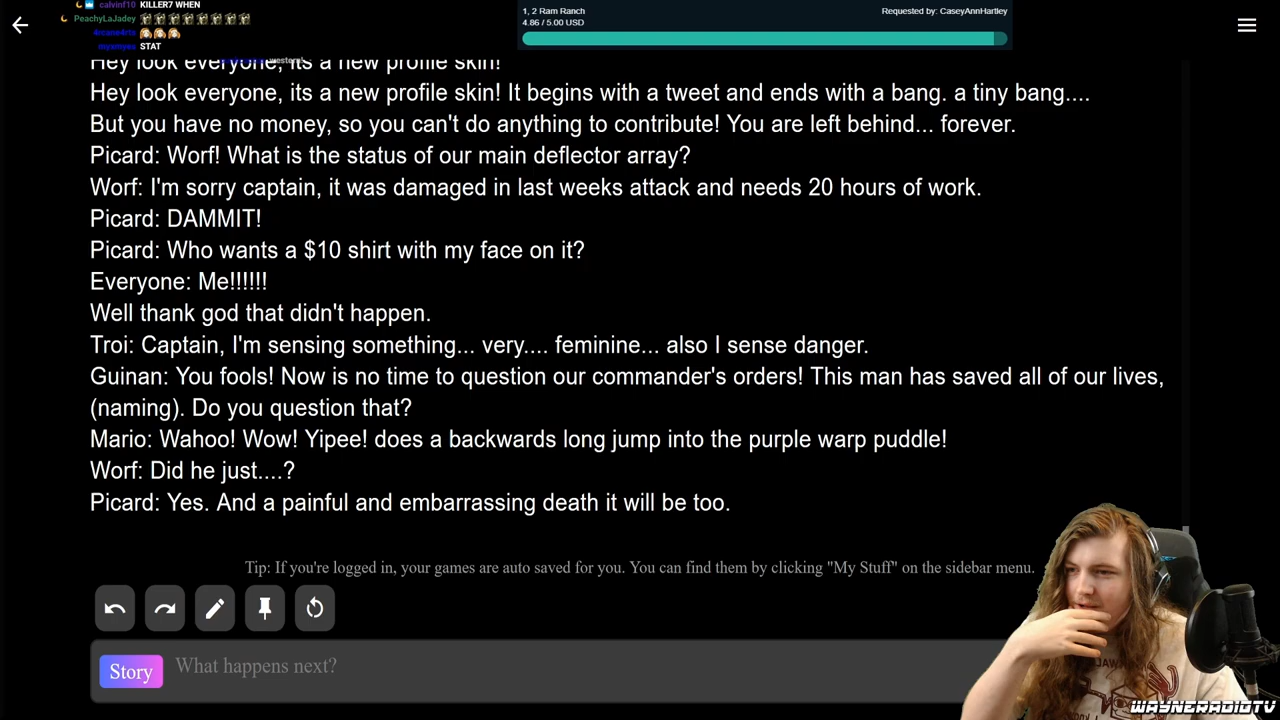 calvinf10 KILLER7 WHEN
PeachyLaJadey
4rcane4rts
myxmyea STAT
1, 2 Ram Ranch
Requested by: CaseyAnnHartley
4.86 / 5.00 USD
Hey look everyone, its a new profile skin!
Hey look everyone, its a new profile skin! It begins with a tweet and ends with a bang. a tiny bang....
But you have no money, so you can't do anything to contribute! You are left behind... forever.
Picard: Worf! What is the status of our main deflector array?
Worf: I'm sorry captain, it was damaged in last weeks attack and needs 20 hours of work.
Picard: DAMMIT!
Picard: Who wants a $10 shirt with my face on it?
Everyone: Me!!!!!!
Well thank god that didn't happen.
Troi: Captain, I'm sensing something... very.... feminine... also I sense danger.
Guinan: You fools! Now is no time to question our commander's orders! This man has saved all of our lives,
(naming). Do you question that?
Mario: Wahoo! Wow! Yipee! does a backwards long jump into the purple warp puddle!
Worf: Did he just....?
Picard: Yes. And a painful and embarrassing death it will be too.
Tip: If you're logged in, your games are auto saved for you. You can find them by clicking "My Stuff" on the sidebar menu.
Story
What happens next?
WAYNERADIOTV